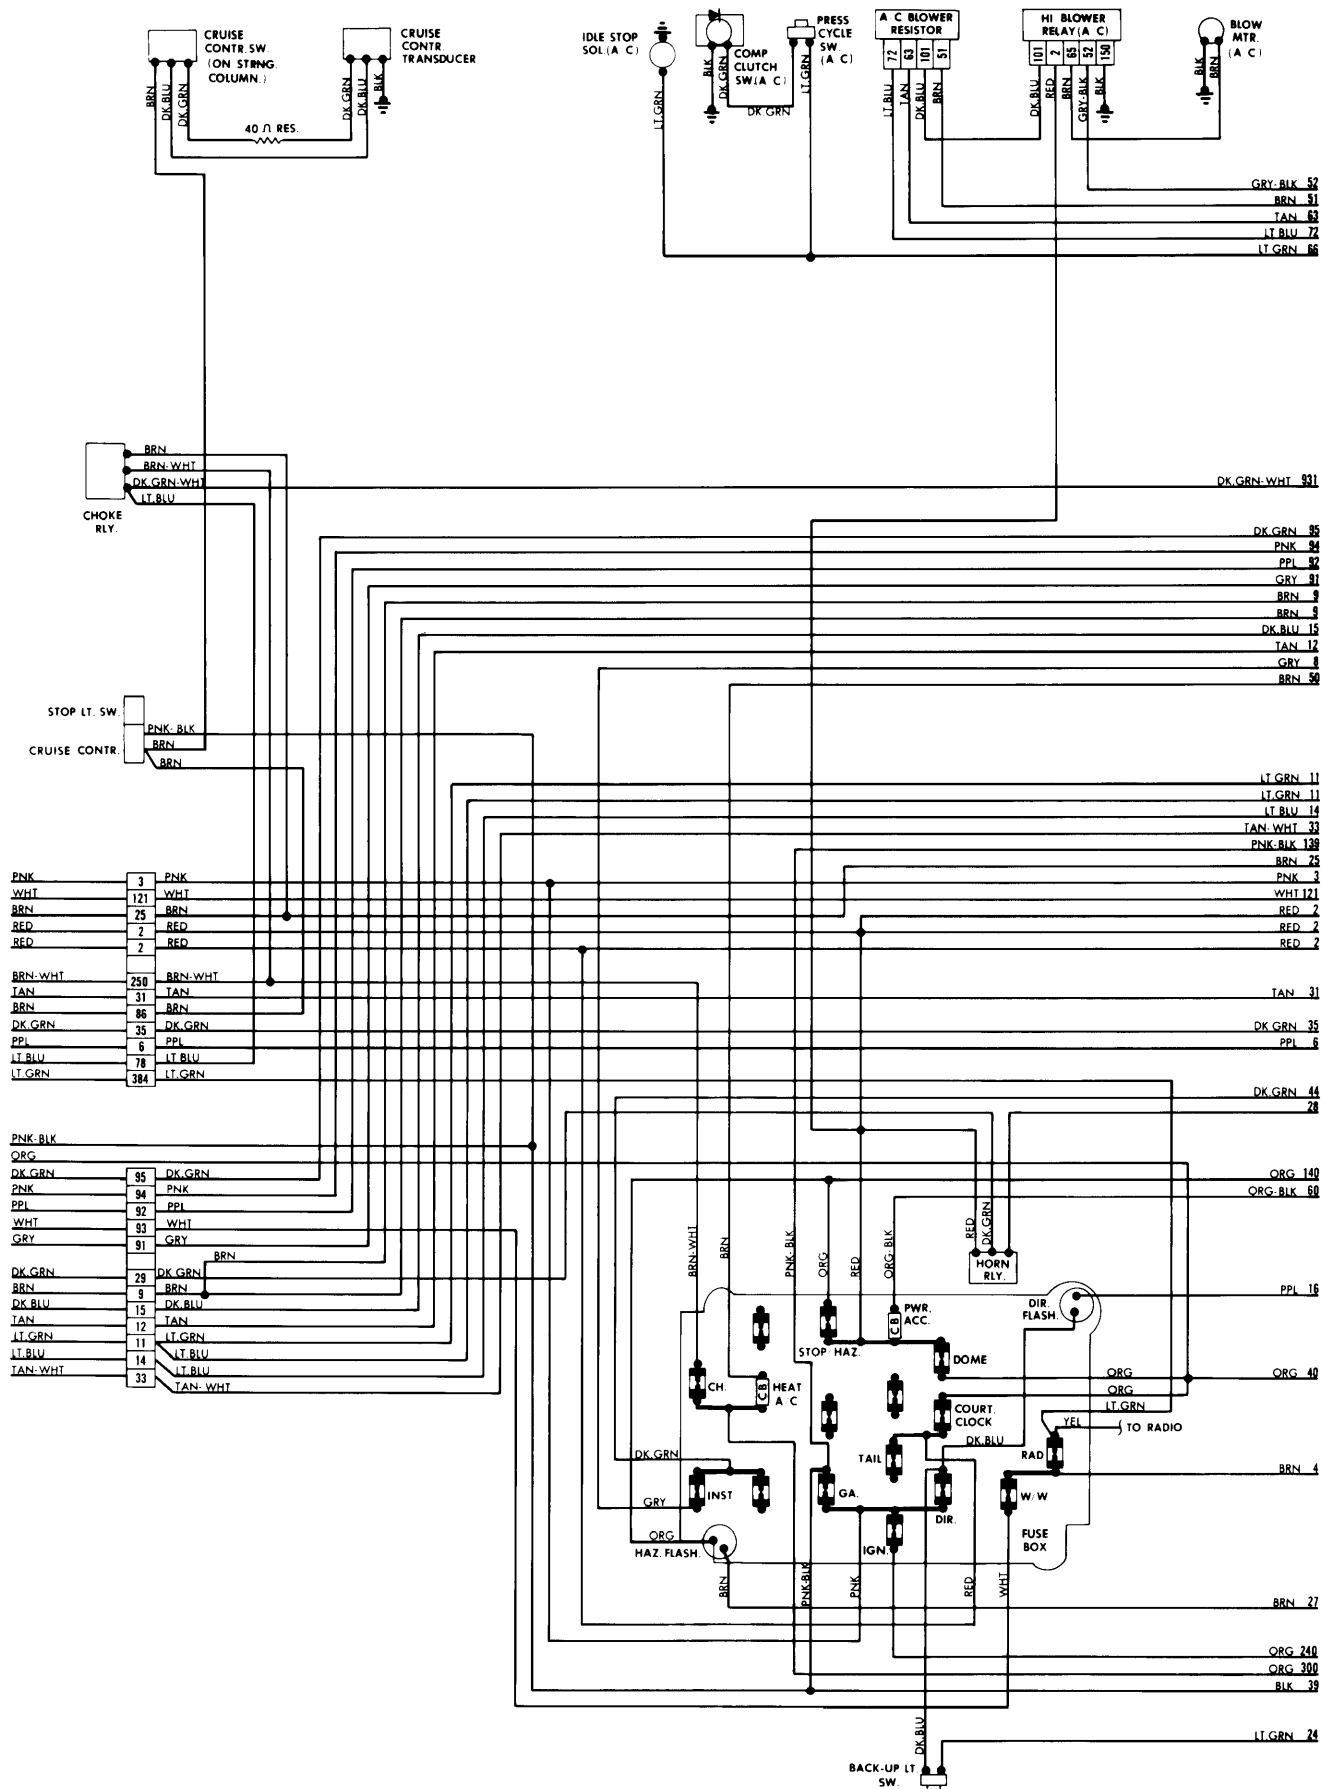 CRUISE
CONTR. SW.
(ON STRNG.
COLUMN.)
CRUISE
CONTR.
TRANSDUCER
IDLE STOP
SOL.(A C)
COMP
CLUTCH
SW.(A C)
PRESS
CYCLE
SW.
(A C)
A C BLOWER
RESISTOR
72 63 101 51
HI BLOWER
RELAY(A C)
101 2 65 52 150
BLOW
MTR.
(A C)
BRN
DK.BLU
DK.GRN
DK.GRN
DK.BLU
BLK
40 Ω RES.
LT.GRN
BLK
DK.GRN
DK GRN
LT.GRN
LT.BLU
TAN
DK.BLU
BRN
DK.BLU
RED
BRN
GRY-BLK
BLK
BLK
BRN
GRY-BLK 52
BRN 51
TAN 63
LT BLU 72
LT GRN 66
BRN
BRN-WHT
DK.GRN-WHT
LT.BLU
CHOKE
RLY.
DK.GRN-WHT 931
DK.GRN 95
PNK 94
PPL 92
GRY 91
BRN 9
BRN 9
DK.BLU 15
TAN 12
GRY 8
BRN 50
STOP LT. SW.
CRUISE CONTR.
PNK-BLK
BRN
BRN
LT GRN 11
LT.GRN 11
LT BLU 14
TAN-WHT 33
PNK-BLK 139
BRN 25
PNK 3
WHT 121
RED 2
RED 2
RED 2
TAN 31
DK GRN 35
PPL 6
PNK 3 PNK
WHT 121 WHT
BRN 25 BRN
RED 2 RED
RED 2 RED
BRN-WHT 250 BRN-WHT
TAN 31 TAN
BRN 86 BRN
DK.GRN 35 DK.GRN
PPL 6 PPL
LT BLU 78 LT BLU
LT.GRN 384 LT.GRN
DK.GRN 44
28
PNK-BLK
ORG
DK.GRN 95 DK.GRN
PNK 94 PNK
PPL 92 PPL
WHT 93 WHT
GRY 91 GRY
BRN
DK.GRN 29 DK GRN
BRN 9 BRN
DK BLU 15 DK.BLU
TAN 12 TAN
LT.GRN 11 LT.GRN
LT.BLU
LT.BLU 14
LT.BLU
TAN-WHT 33
TAN-WHT
ORG 140
ORG-BLK 60
BRN-WHT
BRN
PNK-BLK
ORG
RED
ORG-BLK
RED
DK.GRN
HORN
RLY.
PPL 16
DIR.
FLASH.
PWR.
ACC.
CB
STOP/HAZ.
DOME
CH.
CB
HEAT
A/C
ORG
ORG 40
ORG
COURT.
CLOCK
LT.GRN
YEL
TO RADIO
DK.BLU
TAIL
RAD
DK.GRN
BRN 4
INST
GRY
GA.
DIR.
W/W
ORG
HAZ. FLASH.
IGN.
FUSE
BOX
BRN
PNK-BLK
PNK
RED
WHT
BRN 27
ORG 240
ORG 300
BLK 39
DK.BLU
LT.GRN 24
BACK-UP LT.
SW.